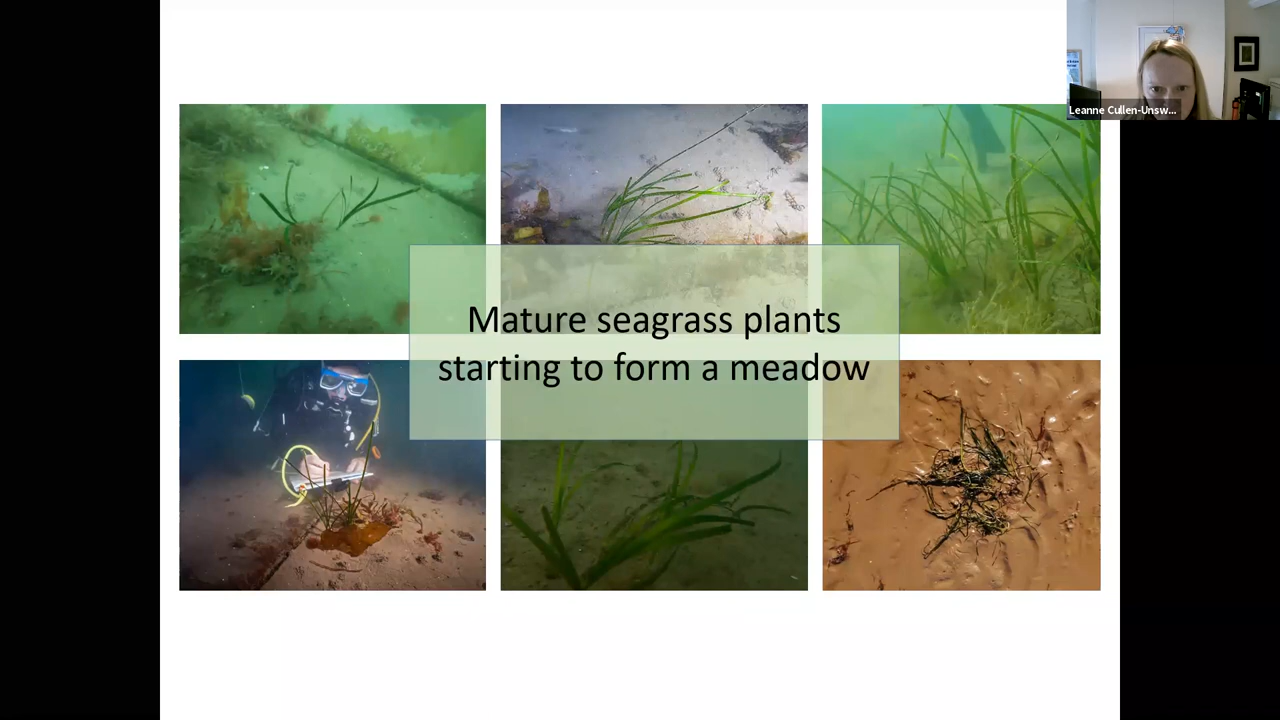 Leanne Cullen-Unsw...
Mature seagrass plants
starting to form a meadow